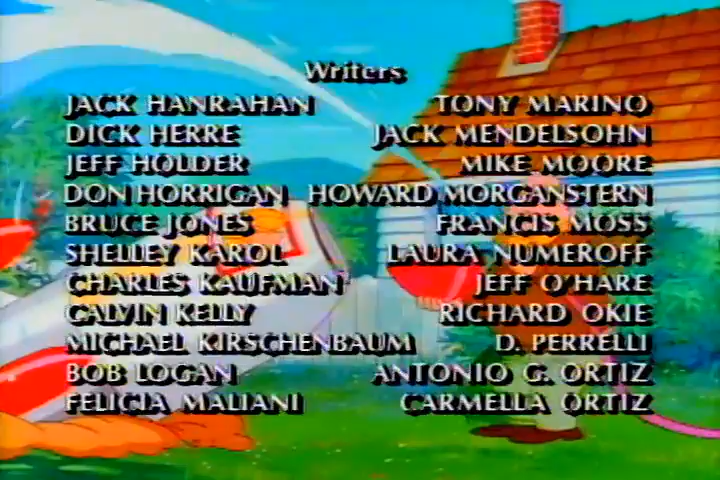 Writers
JACK HANRAHAN TONY MARINO
DICK HERRE JACK MENDELSOHN
JEFF HOLDER MIKE MOORE
DON HORRIGAN HOWARD MORGANSTERN
BRUCE JONES FRANCIS MOSS
SHELLEY KAROL LAURA NUMEROFF
CHARLES KAUFMAN JEFF O'HARE
CALVIN KELLY RICHARD OKIE
MICHAEL KIRSCHENBAUM D. PERRELLI
BOB LOGAN ANTONIO G. ORTIZ
FELICIA MALIANI CARMELLA ORTIZ